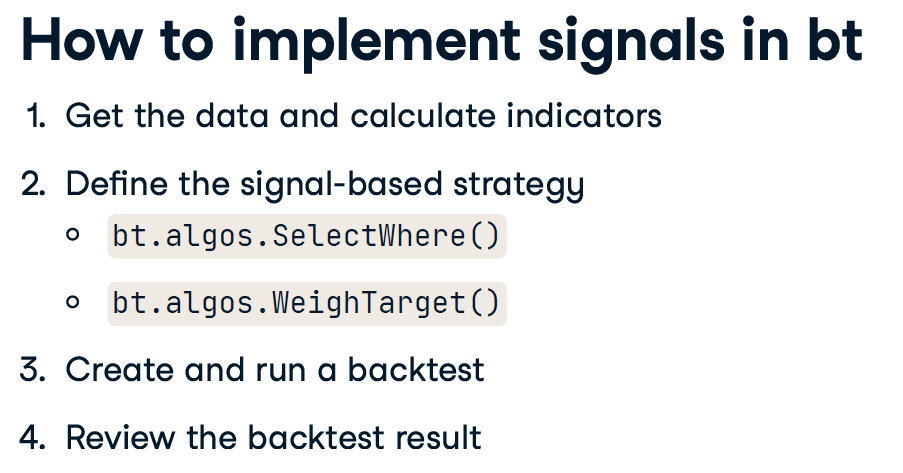 How to implement signals in bt
1. Get the data and calculate indicators
2. Define the signal-based strategy
bt.algos.SelectWhere()
bt.algos.WeighTarget()
3. Create and run a backtest
4. Review the backtest result